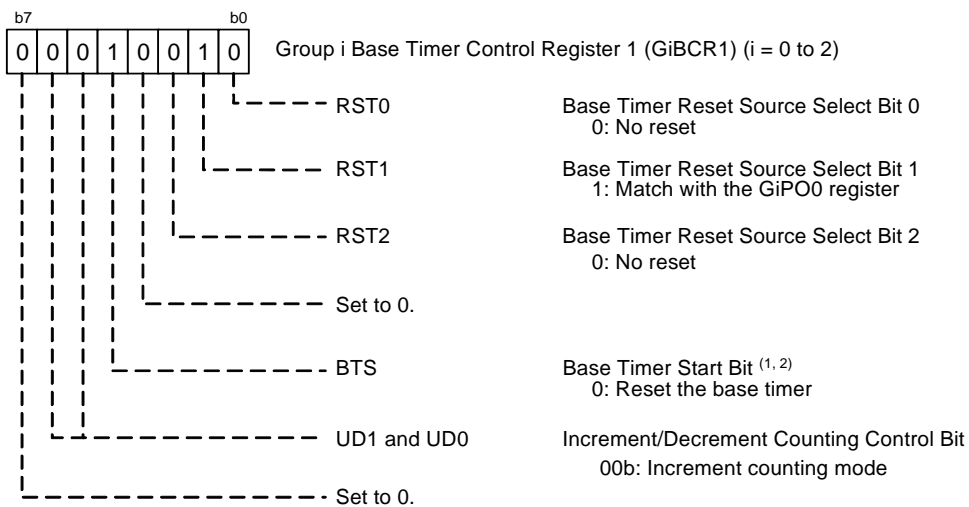 b7 b0
0 0 0 1 0 0 1 0 Group i Base Timer Control Register 1 (GiBCR1) (i = 0 to 2)
RST0 Base Timer Reset Source Select Bit 0
0: No reset
RST1 Base Timer Reset Source Select Bit 1
1: Match with the GiPO0 register
RST2 Base Timer Reset Source Select Bit 2
0: No reset
Set to 0.
BTS Base Timer Start Bit (1, 2)
0: Reset the base timer
UD1 and UD0 Increment/Decrement Counting Control Bit
00b: Increment counting mode
Set to 0.